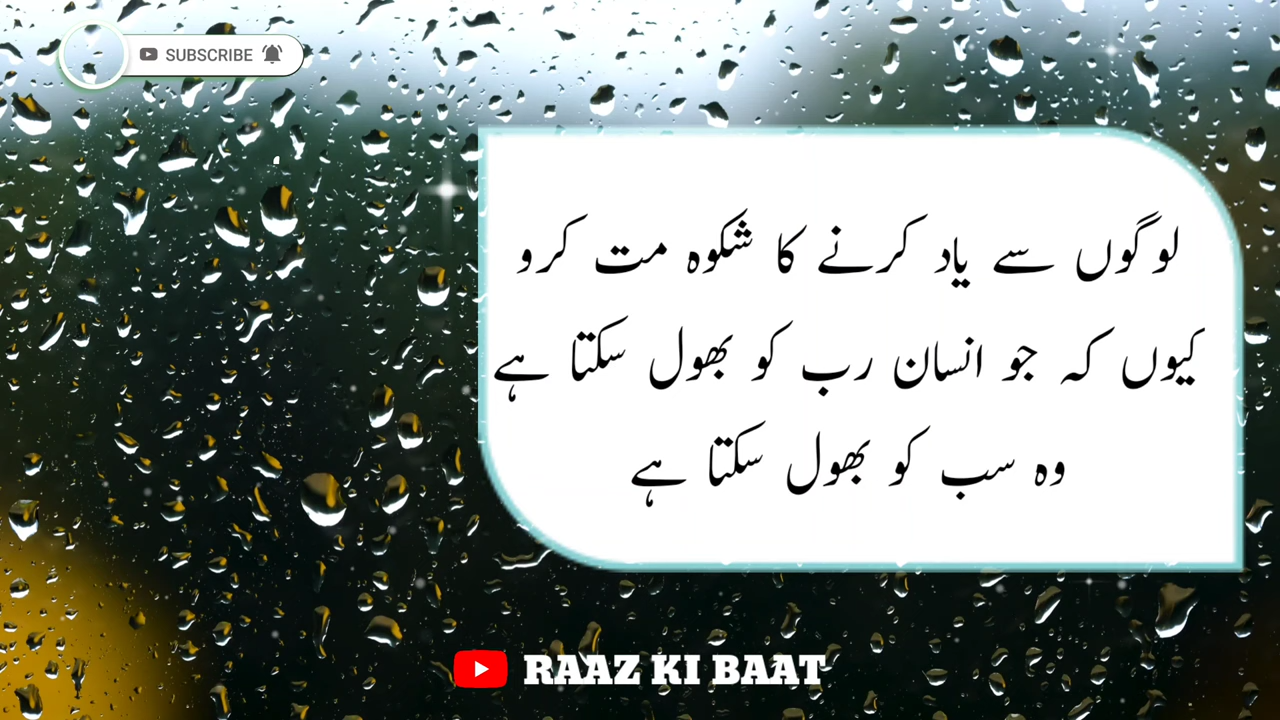 SUBSCRIBE
لوگوں سے یاد کرنے کا شکوہ مت کرو
کیوں کہ جو انسان رب کو بھول سکتا ہے
وہ سب کو بھول سکتا ہے
RAAZ KI BAAT